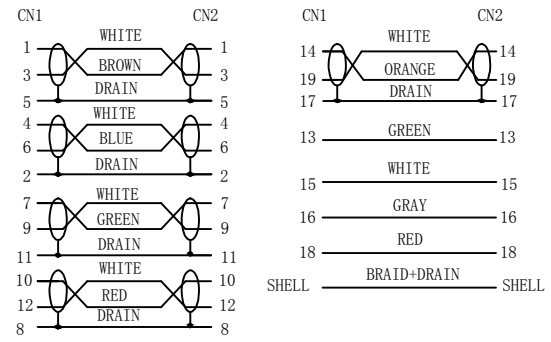 CN1 CN2
WHITE
1 1
BROWN
3 3
DRAIN
5 5
WHITE
4 4
BLUE
6 6
DRAIN
2 2
WHITE
7 7
GREEN
9 9
DRAIN
11 11
WHITE
10 10
RED
12 12
DRAIN
8 8
CN1 CN2
WHITE
14 14
ORANGE
19 19
DRAIN
17 17
GREEN
13 13
WHITE
15 15
GRAY
16 16
RED
18 18
BRAID+DRAIN
SHELL SHELL